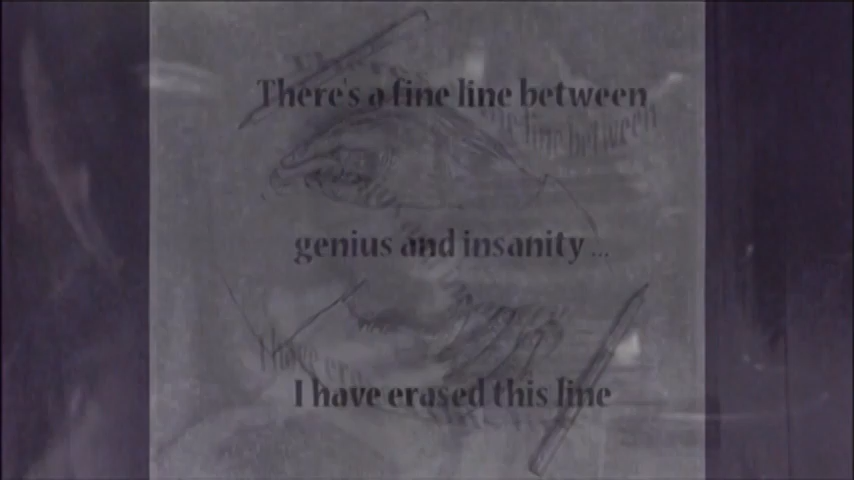 There's a fine line between
genius and insanity ...
I have erased this line